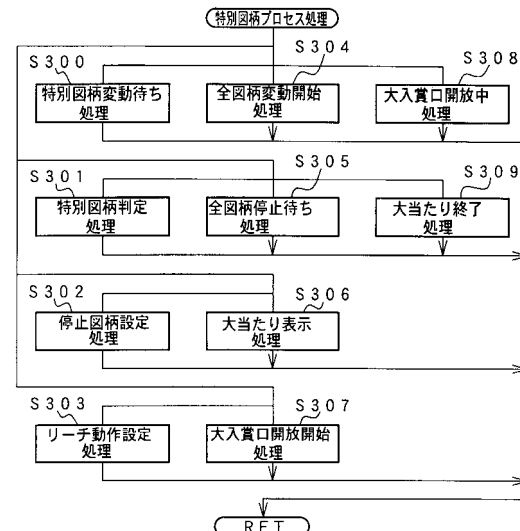 特別図柄プロセス処理
S300
S304
S308
特別図柄変動待ち
処理
全図柄変動開始
処理
大入賞口開放中
処理
S301
S305
S309
特別図柄判定
処理
全図柄停止待ち
処理
大当たり終了
処理
S302
S306
停止図柄設定
処理
大当たり表示
処理
S303
S307
リーチ動作設定
処理
大入賞口開放開始
処理
RET